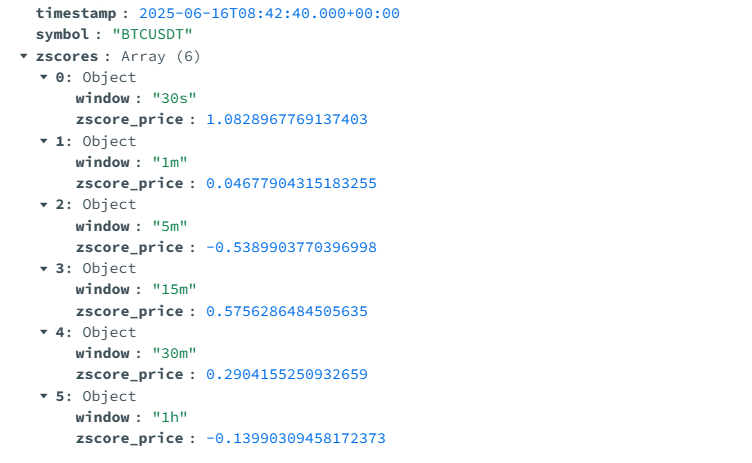 timestamp : 2025-06-16T08:42:40.000+00:00
symbol : "BTCUSDT"
zscores : Array (6)
0: Object
window : "30s"
zscore_price : 1.0828967769137403
1: Object
window : "1m"
zscore_price : 0.04677904315183255
2: Object
window : "5m"
zscore_price : -0.5389903770396998
3: Object
window : "15m"
zscore_price : 0.5756286484505635
4: Object
window : "30m"
zscore_price : 0.2904155250932659
5: Object
window : "1h"
zscore_price : -0.13990309458172373